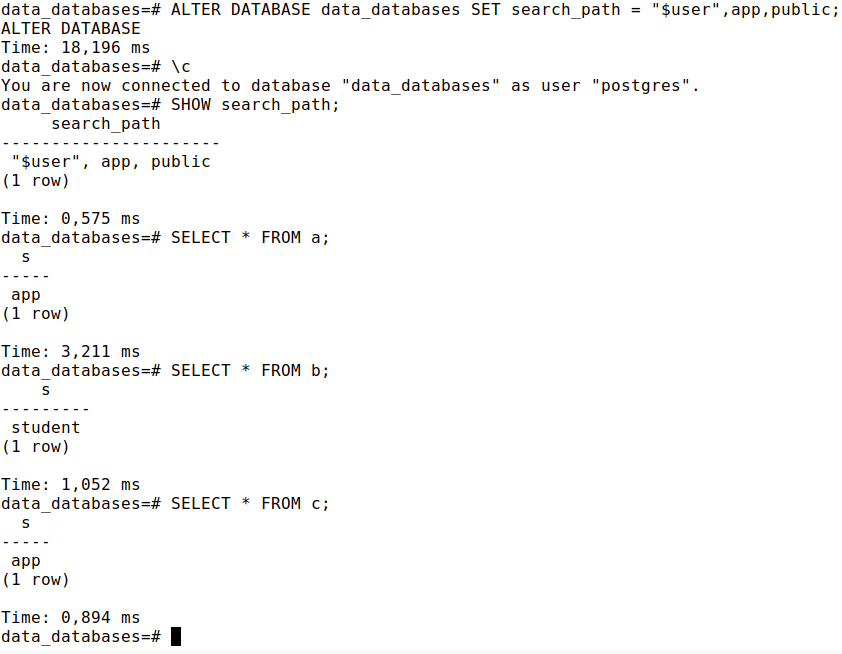 data_databases=# ALTER DATABASE data_databases SET search_path = "$user",app,public;
ALTER DATABASE
Time: 18,196 ms
data_databases=# \c
You are now connected to database "data_databases" as user "postgres".
data_databases=# SHOW search_path;
     search_path
----------------------
 "$user", app, public
(1 row)

Time: 0,575 ms
data_databases=# SELECT * FROM a;
  s
-----
 app
(1 row)

Time: 3,211 ms
data_databases=# SELECT * FROM b;
    s
---------
 student
(1 row)

Time: 1,052 ms
data_databases=# SELECT * FROM c;
  s
-----
 app
(1 row)

Time: 0,894 ms
data_databases=#